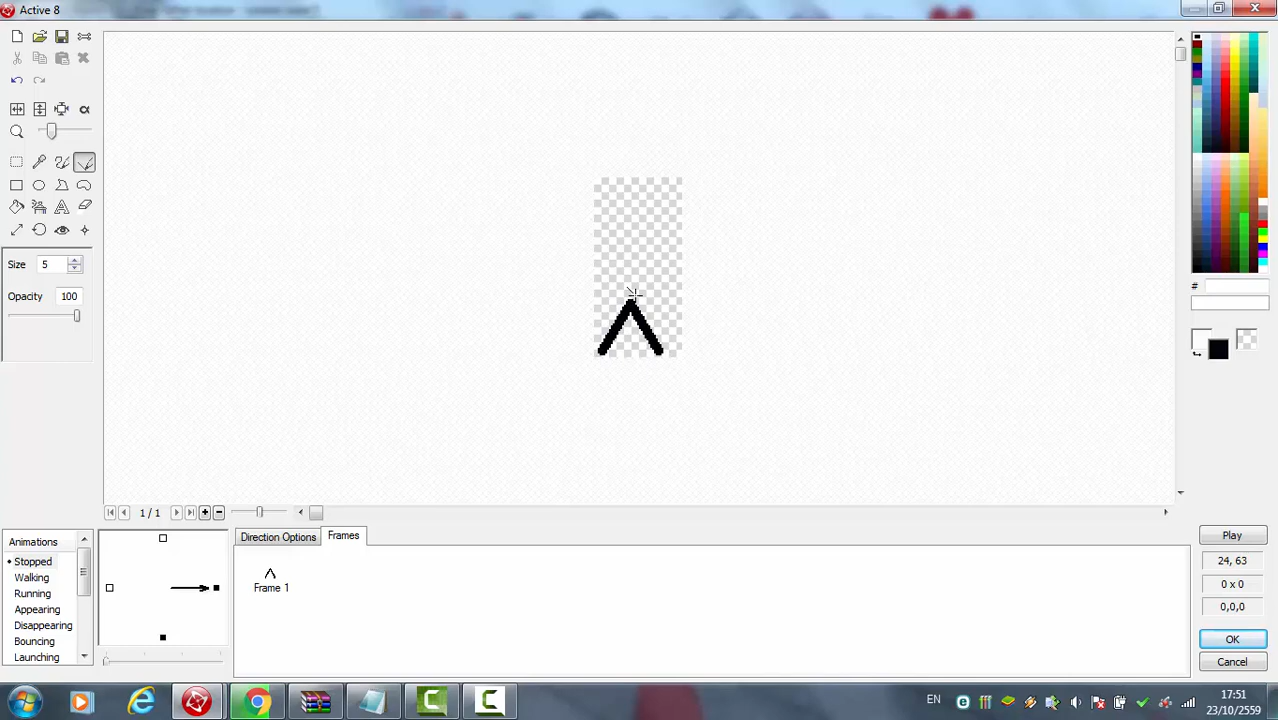 Active 8
α
Size 5
Opacity 100
#
1 / 1
Animations
Stopped
Walking
Running
Appearing
Disappearing
Bouncing
Launching
Direction Options
Frames
Frame 1
Play
24, 63
0 x 0
0,0,0
OK
Cancel
EN
17:51
23/10/2559